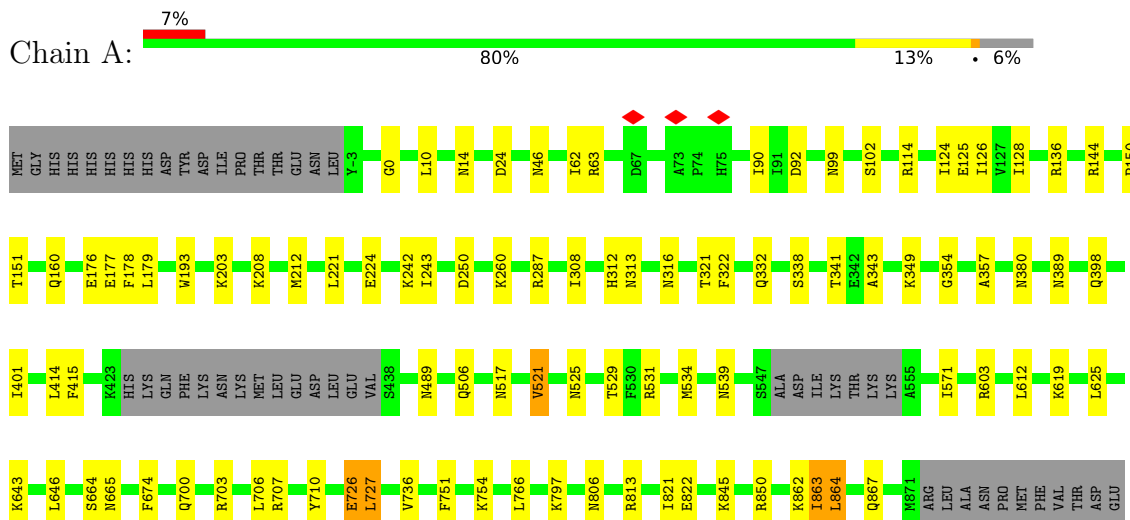 7%
Chain A:
80% 13% • 6%
MET GLY HIS HIS HIS HIS HIS HIS HIS ASP TYR ASP ILE PRO THR THR GLU ASN LEU Y-3 G0 L10 N14 D24 N46 I62 R63 D67 A73 P74 H75 I90 I91 D92 N99 S102 R114 I124 E125 I126 V127 I128 R136 R144
T151 Q160 E176 E177 F178 L179 W193 K203 K208 M212 L221 E224 K242 I243 D250 K260 R287 I308 H312 N313 N316 T321 F322 Q332 S338 T341 E342 A343 K349 G354 A357 N380 N389 Q398
I401 L414 F415 K423 HIS LYS GLN PHE LYS ASN LYS MET LEU GLU ASP LEU GLU VAL S438 N489 Q506 N517 V521 N525 T529 F530 R531 M534 N539 S547 ALA ASP ILE LYS THR LYS LYS A555 I571 R603 L612 K619 L625
K643 L646 S664 N665 F674 Q700 R703 L706 R707 Y710 E726 L727 V736 F751 K754 L766 K797 N806 R813 I821 E822 K845 R850 K862 I863 L864 Q867 M871 ARG LEU ALA ASN PRO MET PHE VAL THR ASP GLU